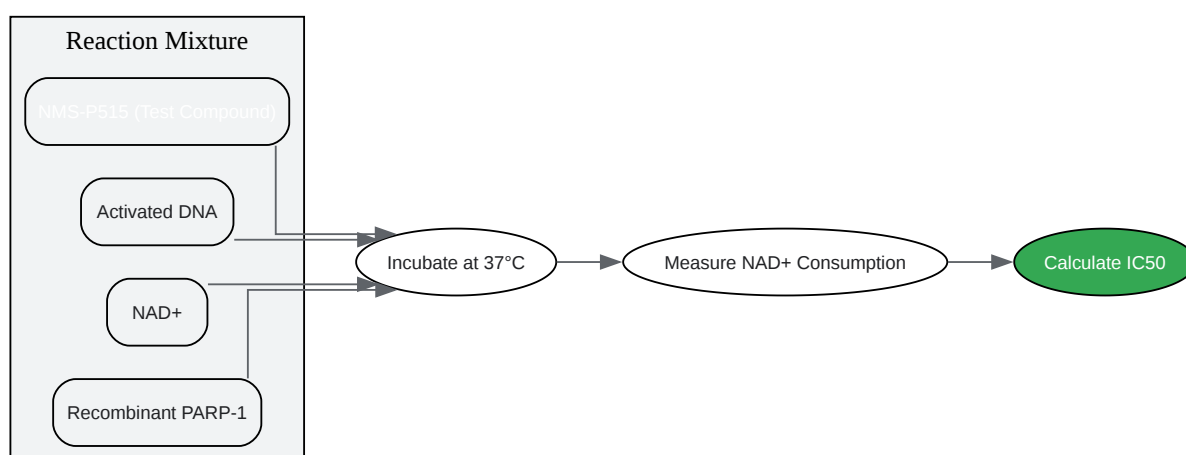 Reaction Mixture
NMS-P515 (Test Compound)
Activated DNA
NAD+
Recombinant PARP-1
Incubate at 37°C
Measure NAD+ Consumption
Calculate IC50